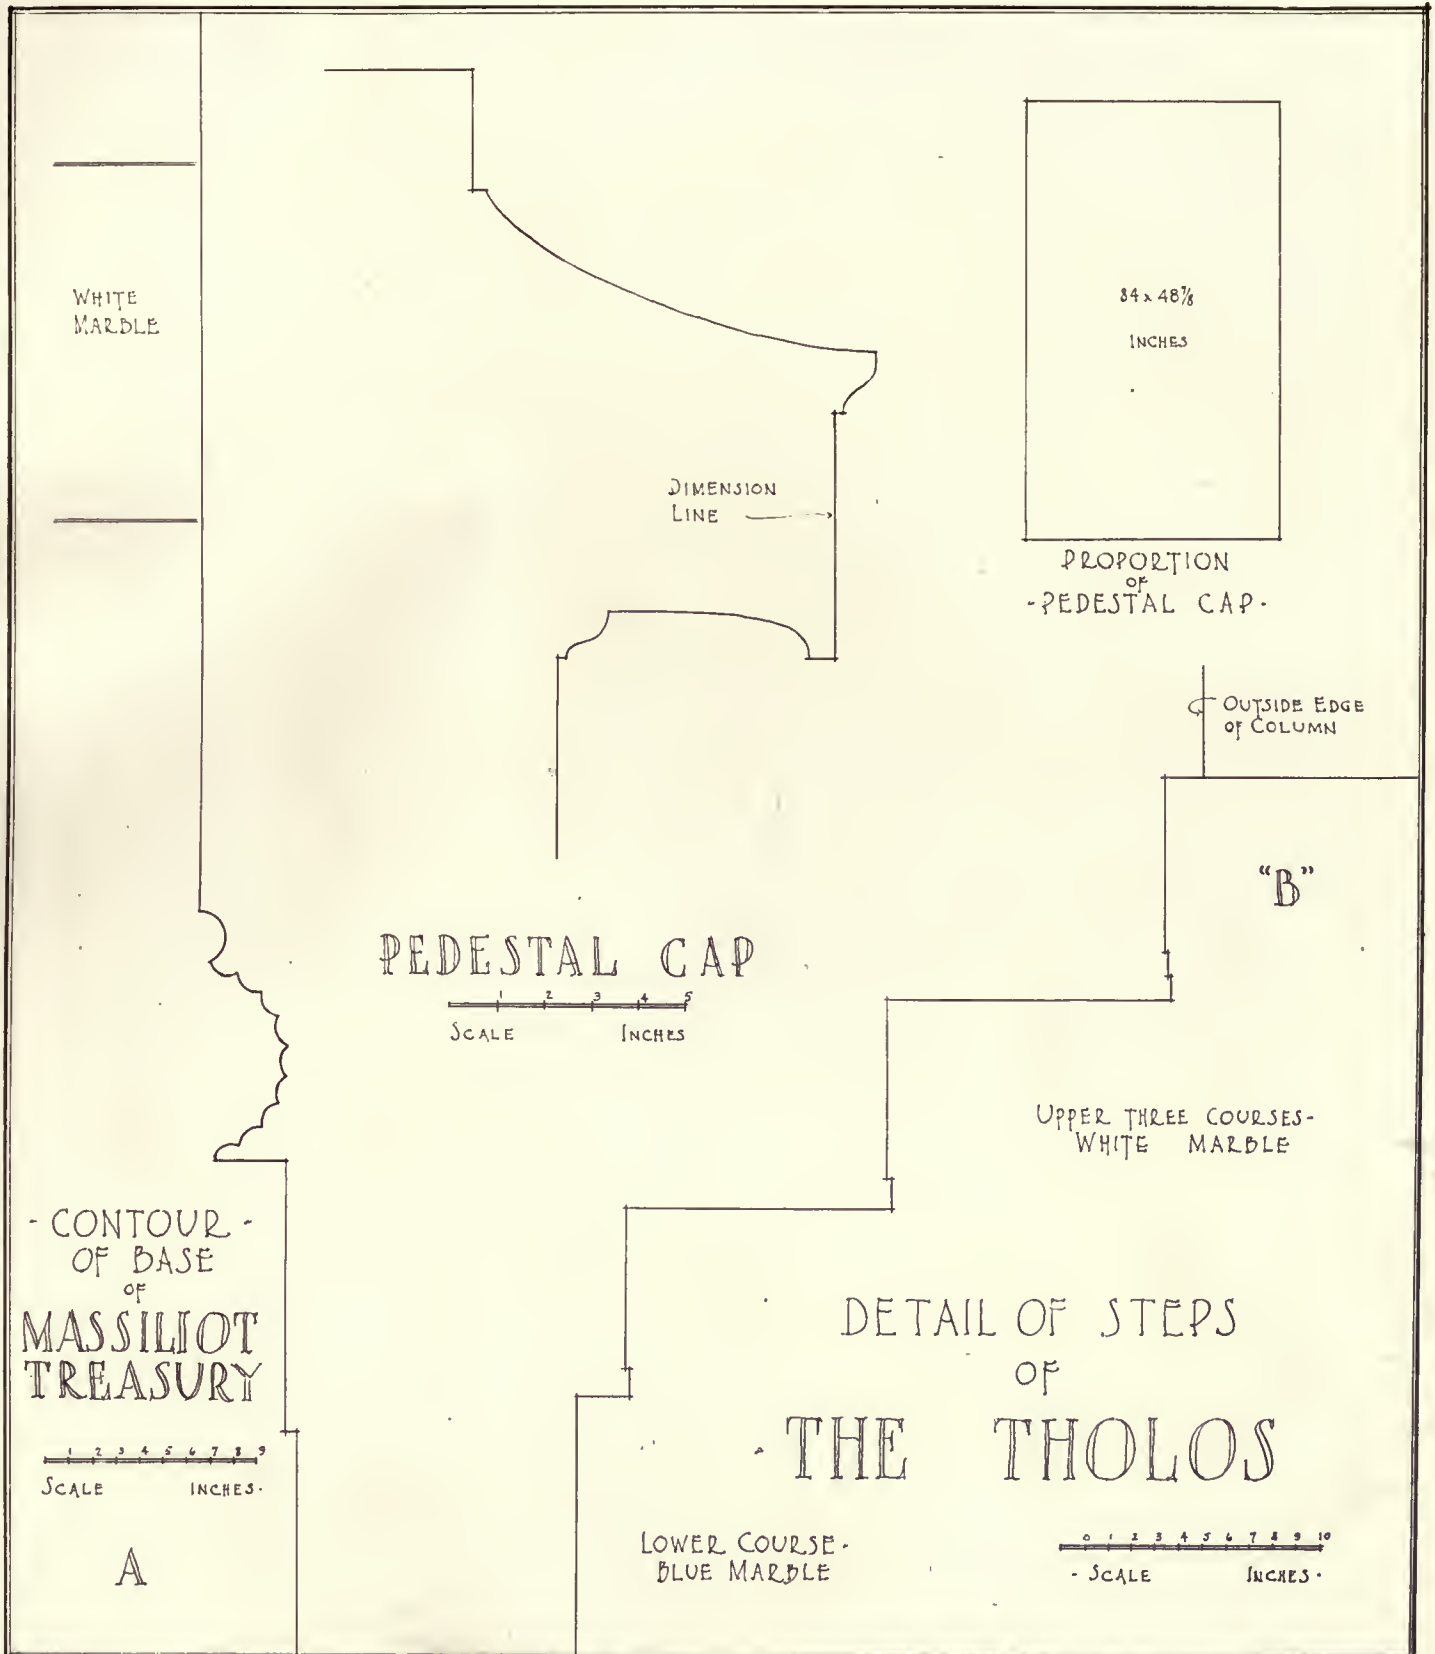 WHITE
MARBLE
84 x 48⅞
INCHES
DIMENSION
LINE
PROPORTION
OF
-PEDESTAL CAP-
OUTSIDE EDGE
OF COLUMN
"B"
PEDESTAL CAP
1 2 3 4 5
SCALE INCHES
UPPER THREE COURSES-
WHITE MARBLE
- CONTOUR -
OF BASE
OF
MASSILIOT
TREASURY
1 2 3 4 5 6 7 8 9
SCALE INCHES-
A
DETAIL OF STEPS
OF
THE THOLOS
LOWER COURSE-
BLUE MARBLE
0 1 2 3 4 5 6 7 8 9 10
- SCALE INCHES -